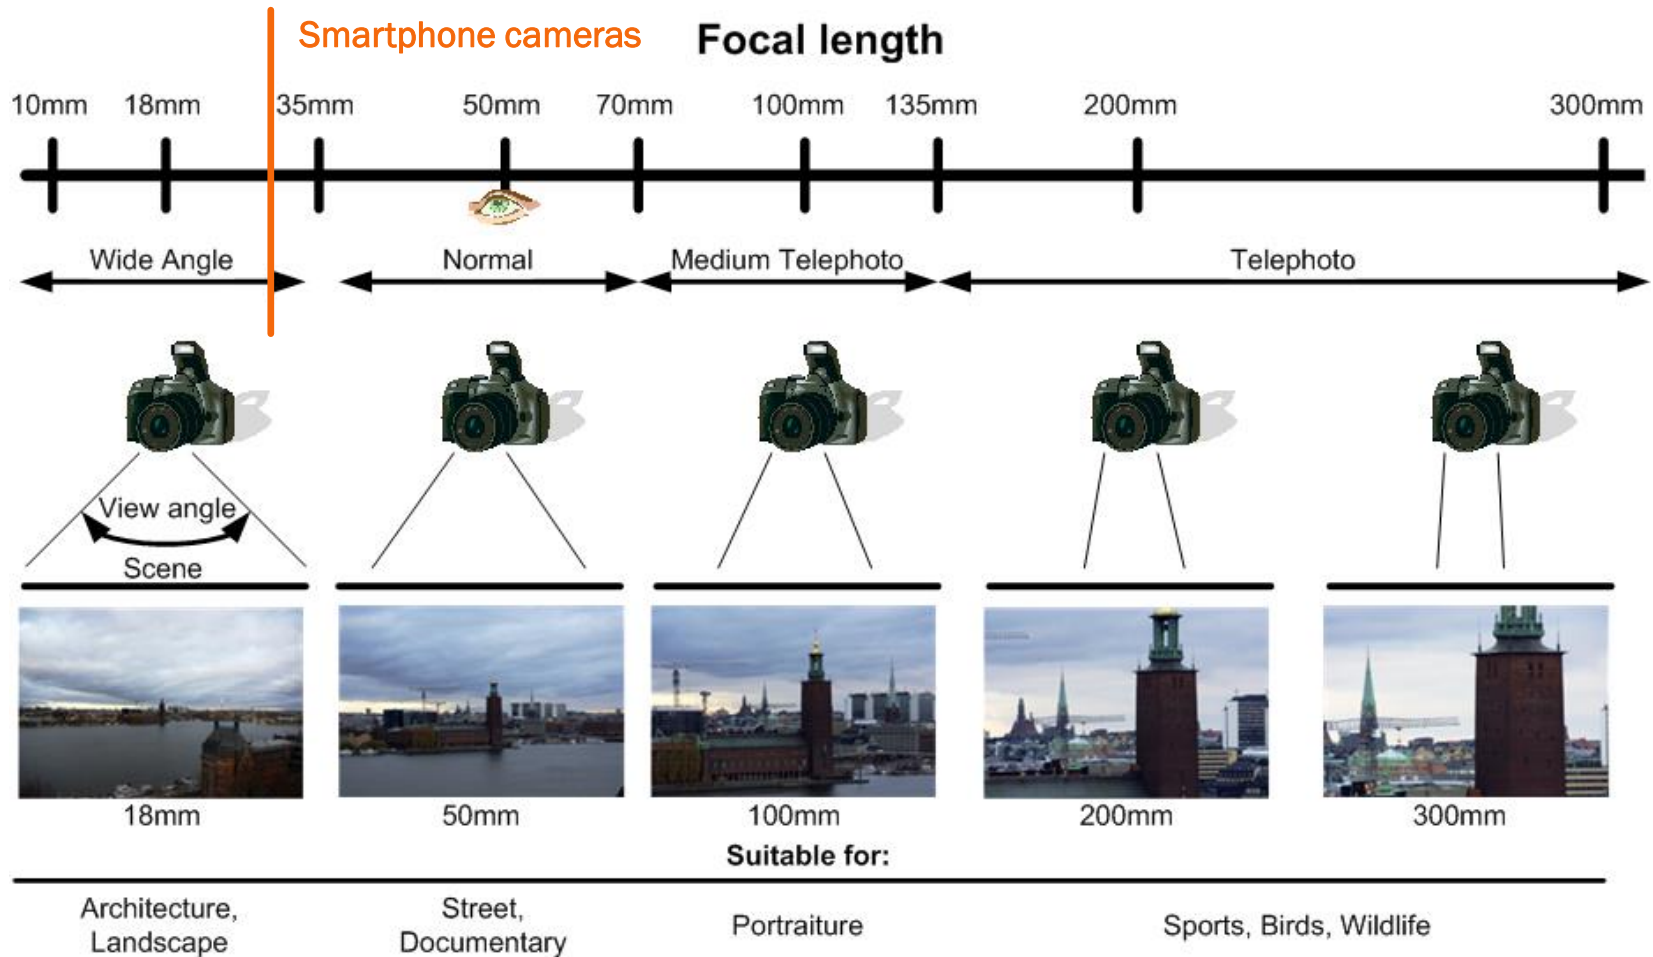 Smartphone cameras
Focal length
10mm 18mm 35mm 50mm 70mm 100mm 135mm 200mm 300mm
Wide Angle Normal Medium Telephoto Telephoto
View angle
Scene
18mm 50mm 100mm 200mm 300mm
Suitable for:
Architecture,
Landscape
Street,
Documentary
Portraiture
Sports, Birds, Wildlife